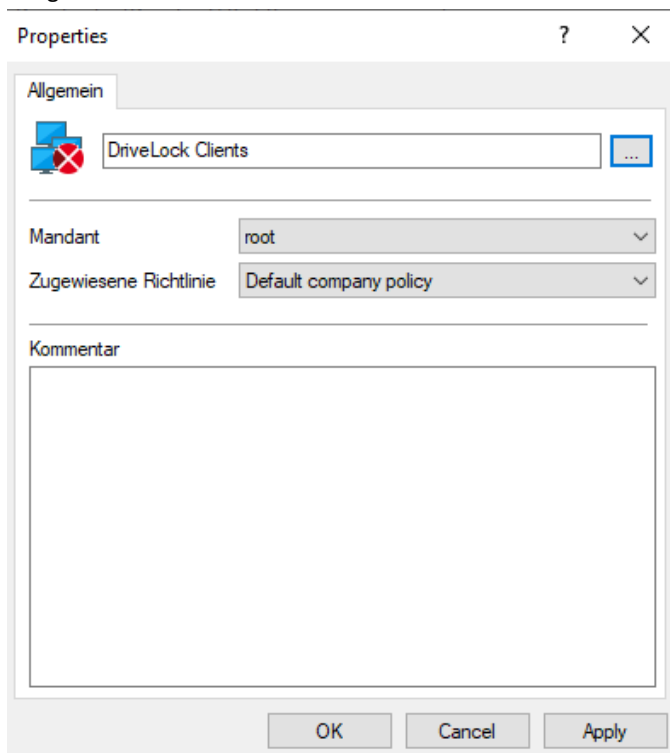 Properties ? ×
Allgemein
DriveLock Clients ...
Mandant root
Zugewiesene Richtlinie Default company policy
Kommentar
OK Cancel Apply